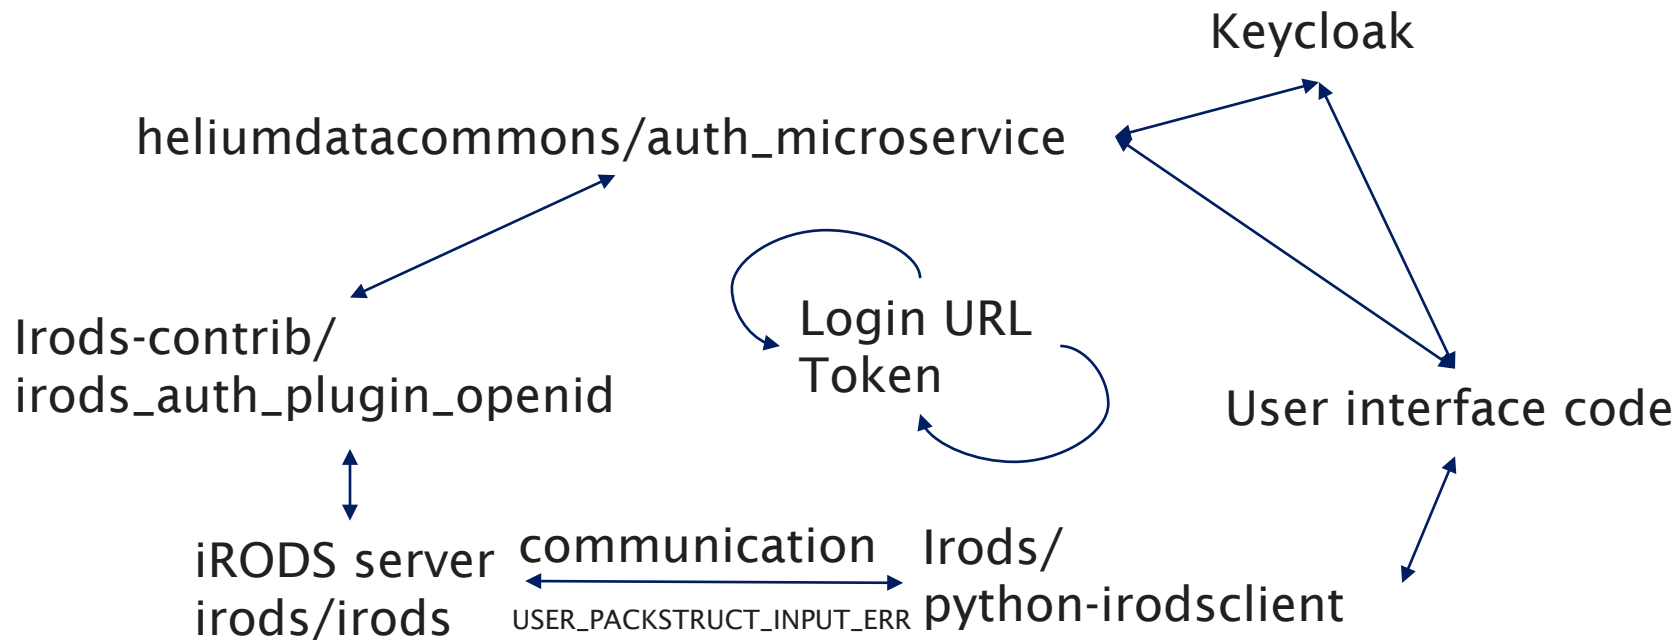 Keycloak
heliumdatacommons/auth_microservice
Login URL
Token
Irods-contrib/
irods_auth_plugin_openid
User interface code
iRODS server
irods/irods
communication
USER_PACKSTRUCT_INPUT_ERR
Irods/
python-irodsclient